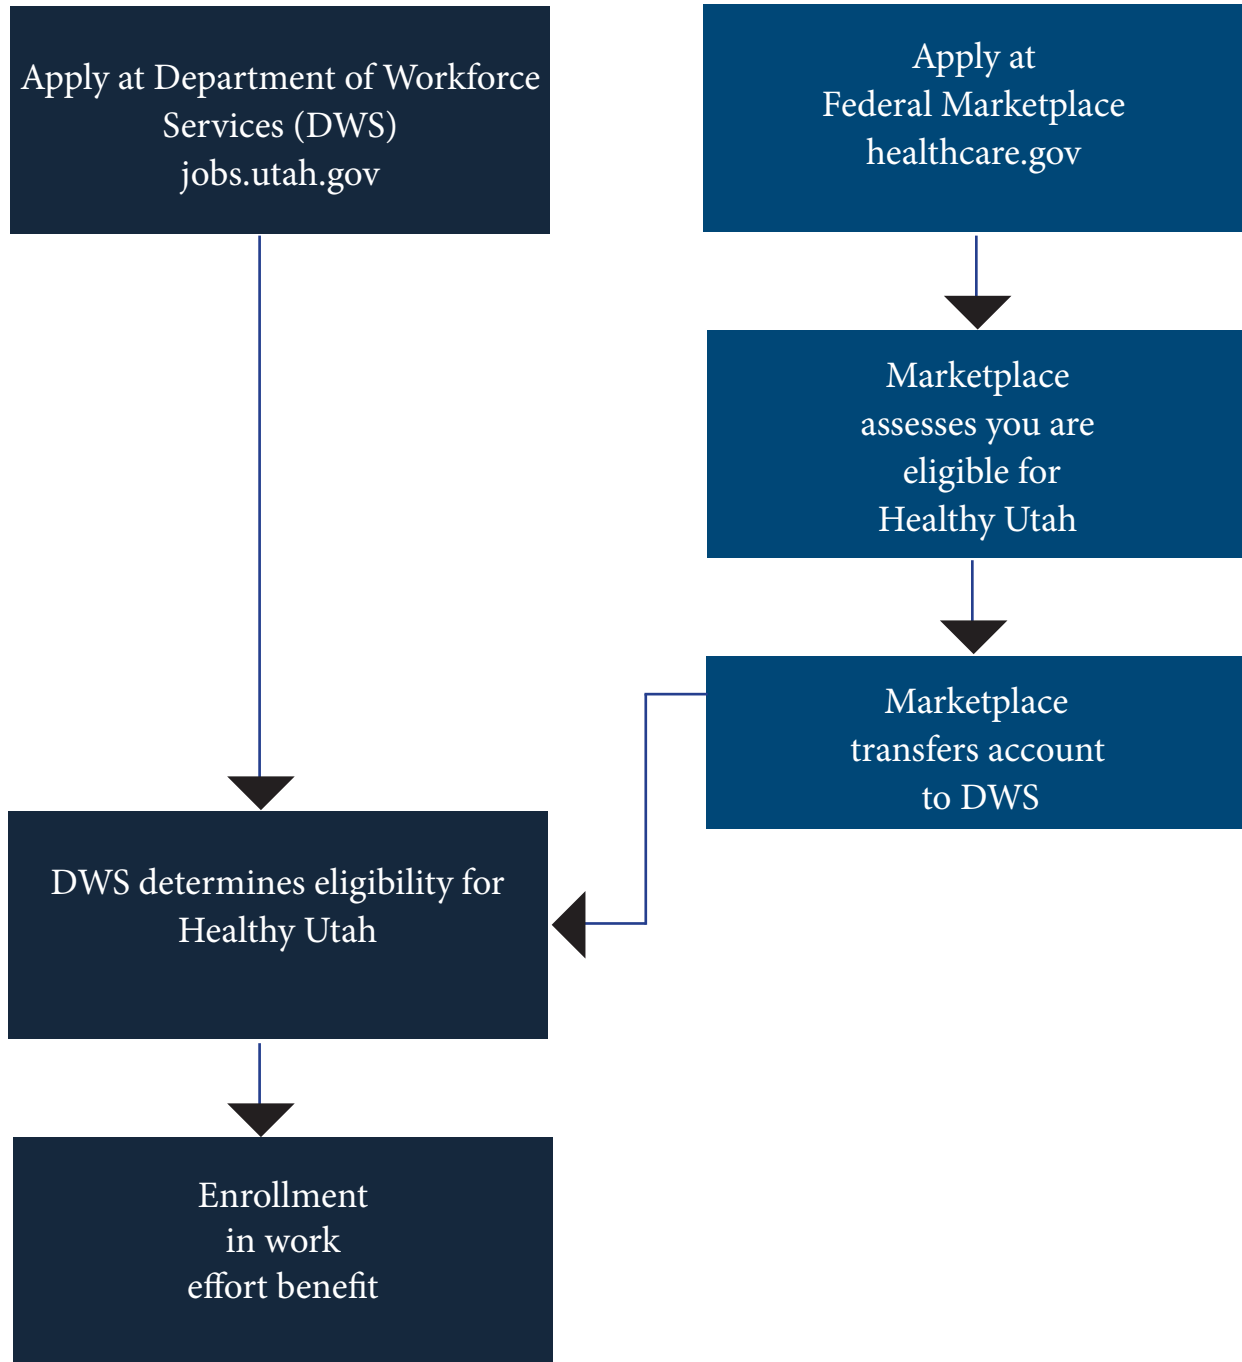 Apply at Department of Workforce
Services (DWS)
jobs.utah.gov
Apply at
Federal Marketplace
healthcare.gov
Marketplace
assesses you are
eligible for
Healthy Utah
Marketplace
transfers account
to DWS
DWS determines eligibility for
Healthy Utah
Enrollment
in work
effort benefit